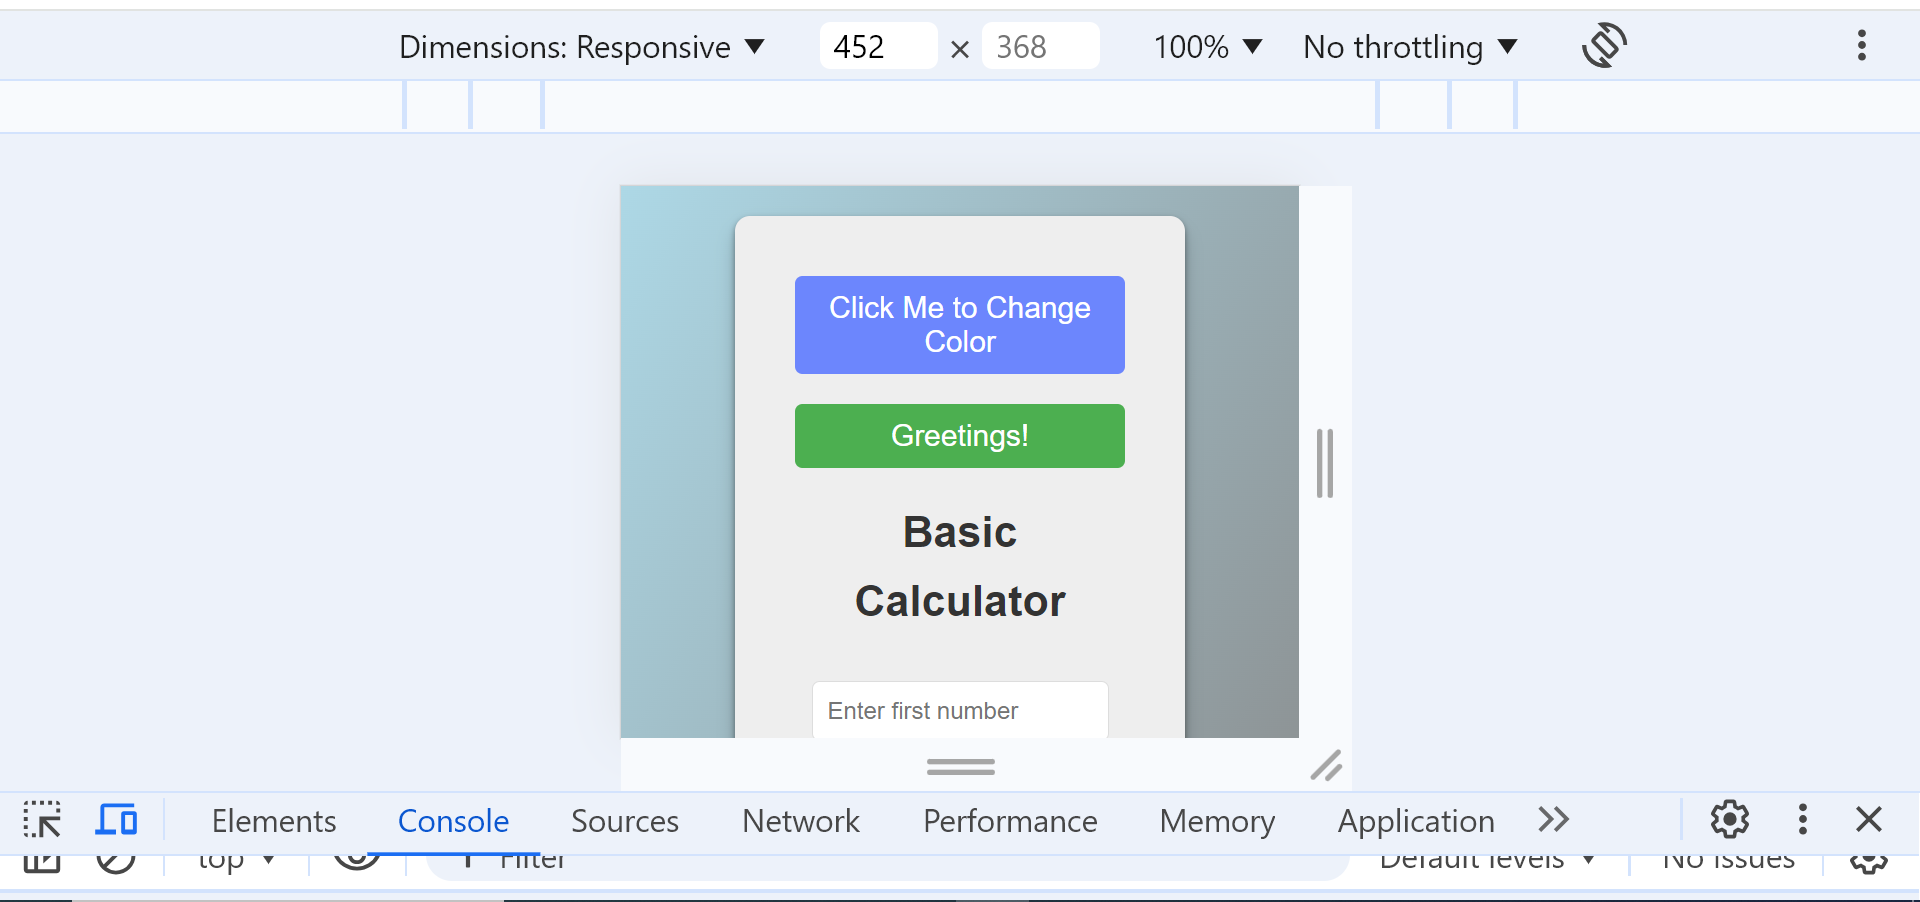 Dimensions: Responsive ▼ 452 × 368 100% ▼ No throttling ▼
Click Me to Change
Color
Greetings!
Basic
Calculator
Enter first number
Elements Console Sources Network Performance Memory Application
top ▼ Filter Default levels ▼ No Issues